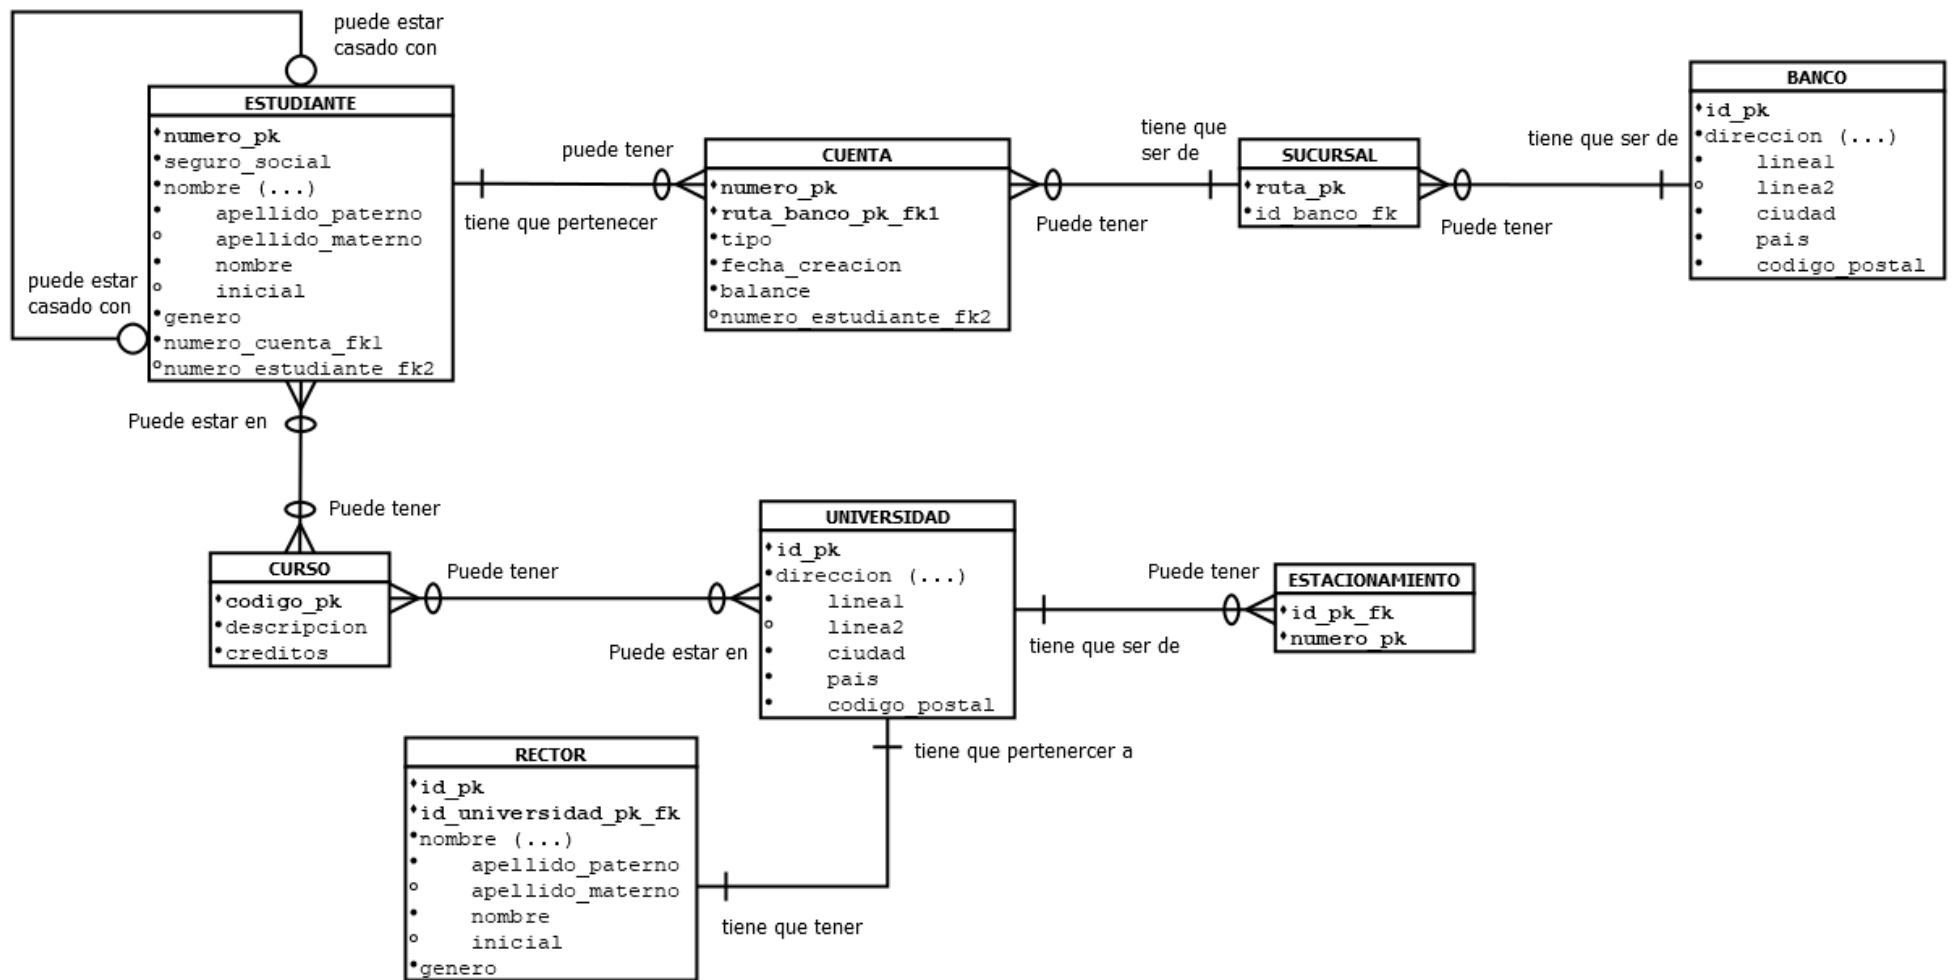 puede estar
casado con
ESTUDIANTE
numero_pk
seguro_social
nombre (...)
apellido_paterno
apellido_materno
nombre
inicial
genero
numero_cuenta_fk1
numero_estudiante_fk2
puede estar
casado con
puede tener
tiene que pertenecer
CUENTA
numero_pk
ruta_banco_pk_fk1
tipo
fecha_creacion
balance
numero_estudiante_fk2
tiene que
ser de
Puede tener
SUCURSAL
ruta_pk
id_banco_fk
tiene que ser de
Puede tener
BANCO
id_pk
direccion (...)
linea1
linea2
ciudad
pais
codigo_postal
Puede estar en
Puede tener
CURSO
codigo_pk
descripcion
creditos
Puede tener
Puede estar en
UNIVERSIDAD
id_pk
direccion (...)
linea1
linea2
ciudad
pais
codigo_postal
Puede tener
tiene que ser de
ESTACIONAMIENTO
id_pk_fk
numero_pk
tiene que pertenercer a
tiene que tener
RECTOR
id_pk
id_universidad_pk_fk
nombre (...)
apellido_paterno
apellido_materno
nombre
inicial
genero